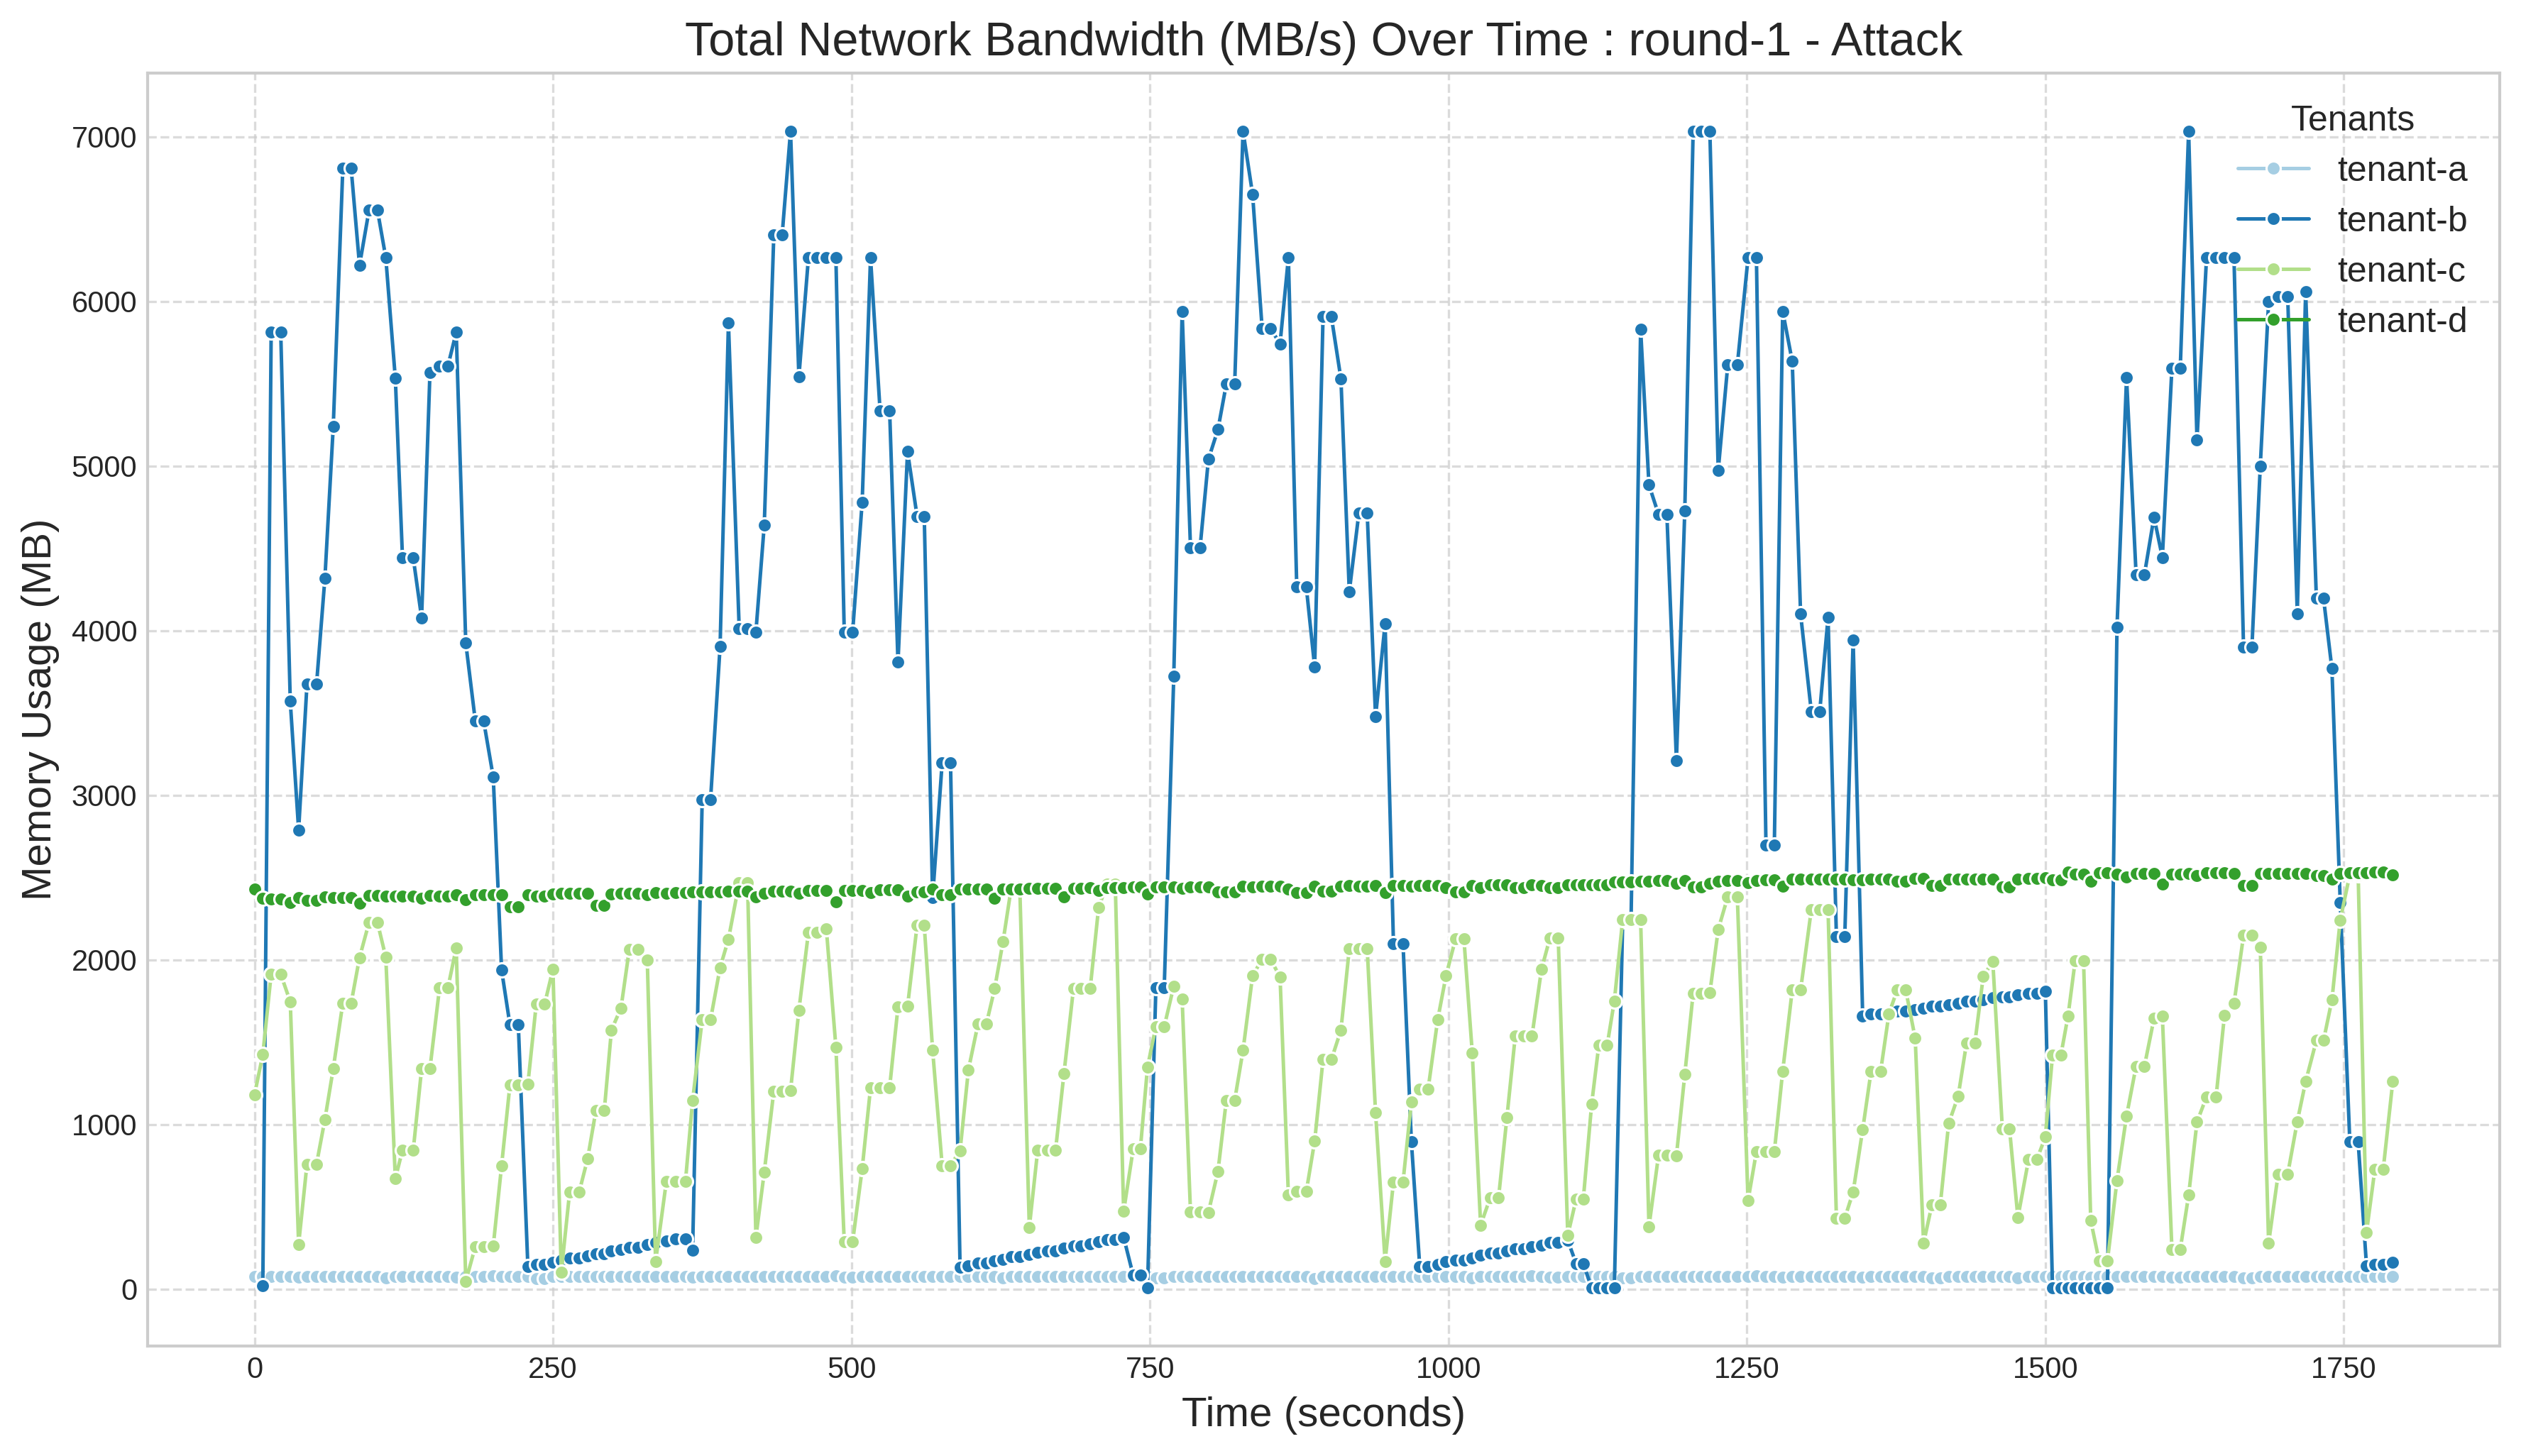 Total Network Bandwidth (MB/s) Over Time : round-1 - Attack
Memory Usage (MB)
7000
6000
5000
4000
3000
2000
1000
0
Tenants
tenant-a
tenant-b
tenant-c
tenant-d
0 250 500 750 1000 1250 1500 1750
Time (seconds)